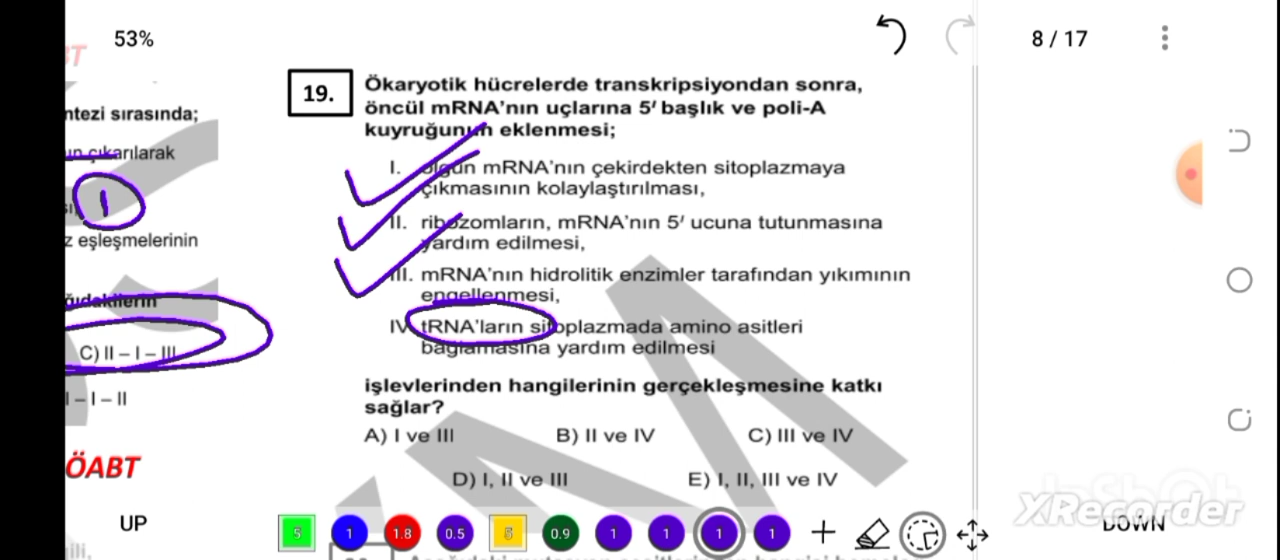 53%
8 / 17
ntezi sırasında;
un çıkarılarak
z eşleşmelerinin
ğıdakilerin
C) II – I – III
I – I – II
ÖABT
UP
19.
Ökaryotik hücrelerde transkripsiyondan sonra,
öncül mRNA'nın uçlarına 5' başlık ve poli-A
kuyruğunun eklenmesi;
I. olgun mRNA'nın çekirdekten sitoplazmaya
çıkmasının kolaylaştırılması,
II. ribozomların, mRNA'nın 5' ucuna tutunmasına
yardım edilmesi,
III. mRNA'nın hidrolitik enzimler tarafından yıkımının
engellenmesi,
IV. tRNA'ların sitoplazmada amino asitleri
bağlamasına yardım edilmesi
işlevlerinden hangilerinin gerçekleşmesine katkı
sağlar?
A) I ve III B) II ve IV C) III ve IV
D) I, II ve III E) I, II, III ve IV
5 1 1.8 0.5 5 0.9 1 1 1 1
XRecorder
DOWN